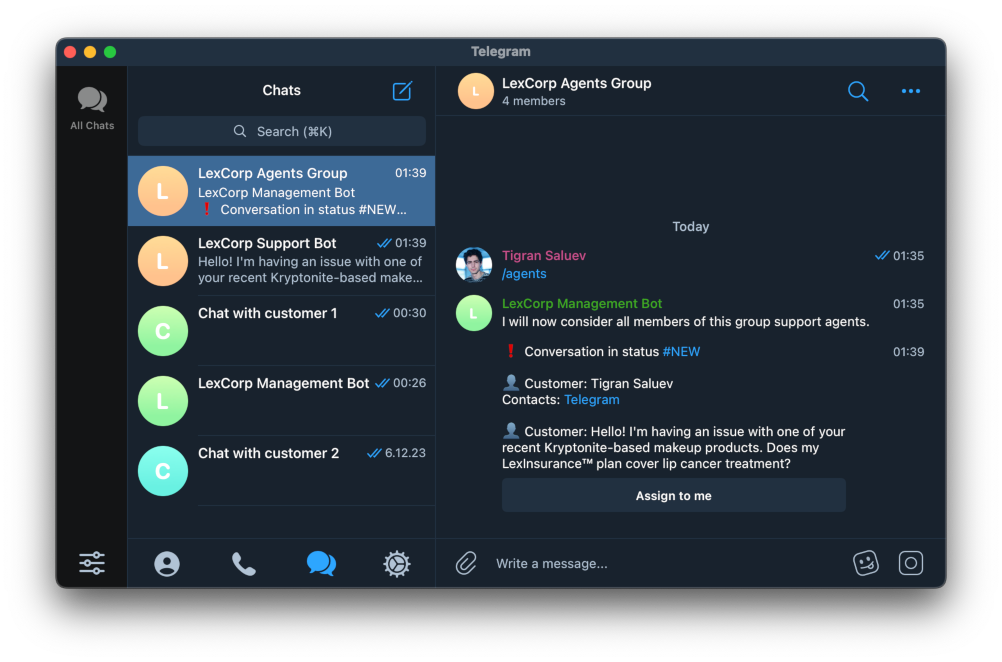 Telegram
All Chats
Chats
Search (⌘K)
L
LexCorp Agents Group
01:39
LexCorp Management Bot
❗ Conversation in status #NEW...
L
LexCorp Support Bot
01:39
Hello! I'm having an issue with one of
your recent Kryptonite-based make...
C
Chat with customer 1
00:30
L
LexCorp Management Bot
00:26
C
Chat with customer 2
6.12.23
L
LexCorp Agents Group
4 members
Today
Tigran Saluev
01:35
/agents
L
LexCorp Management Bot
01:35
I will now consider all members of this group support agents.
❗ Conversation in status #NEW
01:39
👤 Customer: Tigran Saluev
Contacts: Telegram
👤 Customer: Hello! I'm having an issue with one of your
recent Kryptonite-based makeup products. Does my
LexInsurance™ plan cover lip cancer treatment?
Assign to me
Write a message...